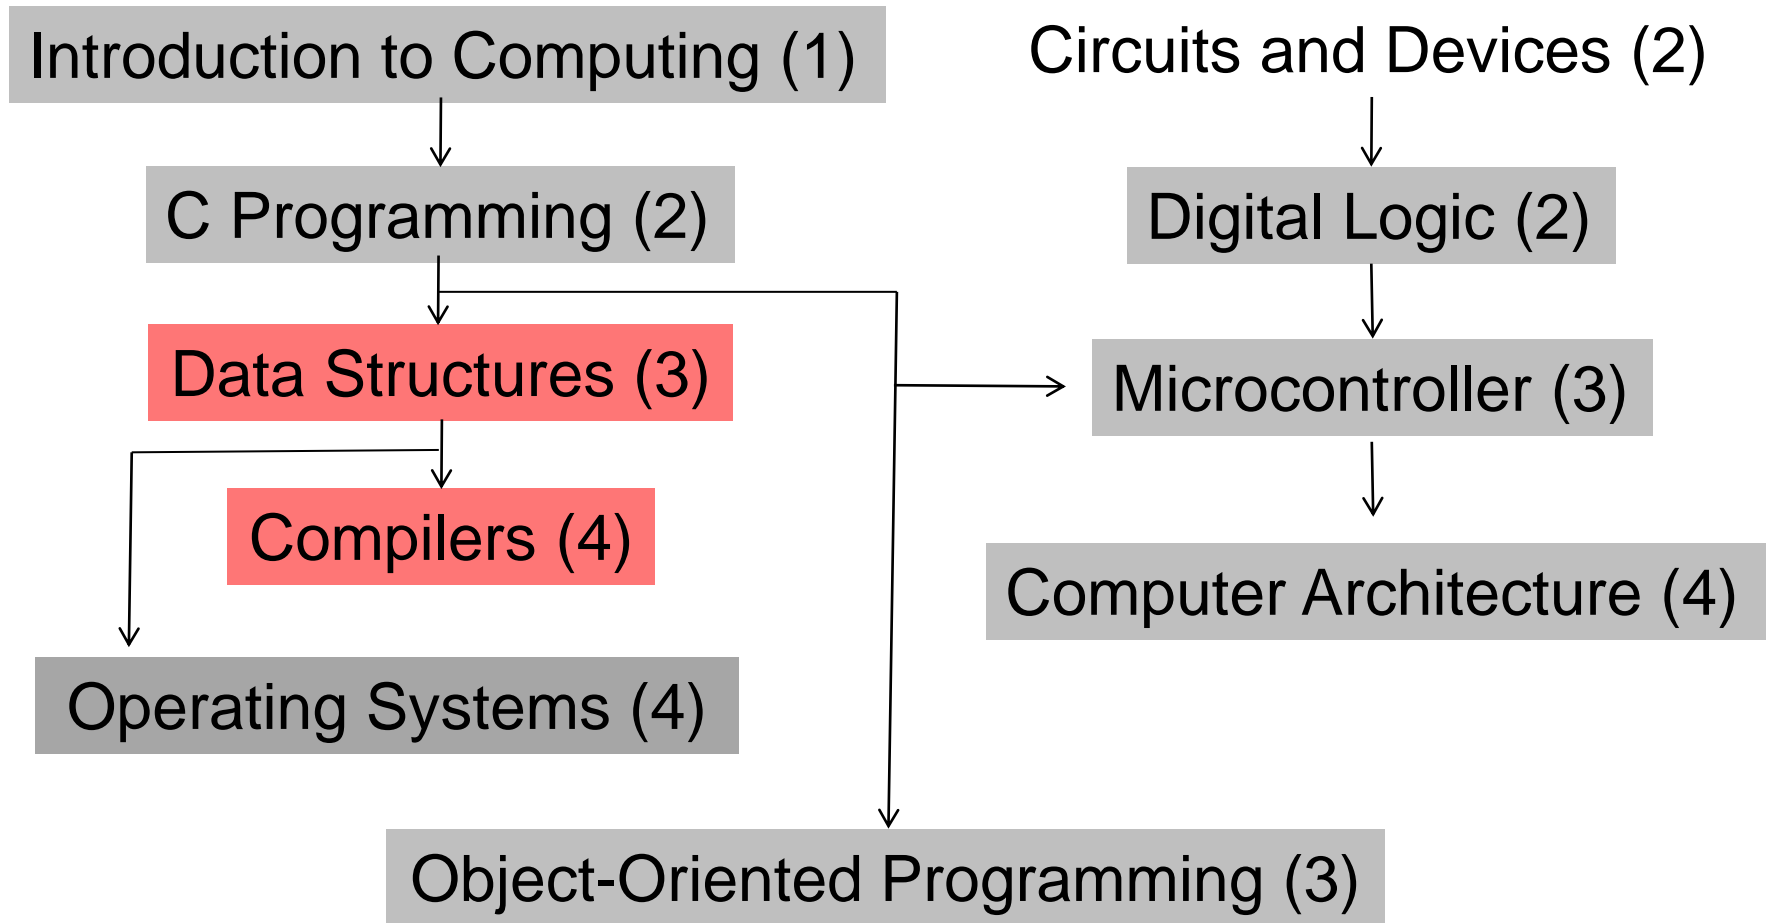 Introduction to Computing (1)
Circuits and Devices (2)
C Programming (2)
Digital Logic (2)
Data Structures (3)
Microcontroller (3)
Compilers (4)
Computer Architecture (4)
Operating Systems (4)
Object-Oriented Programming (3)